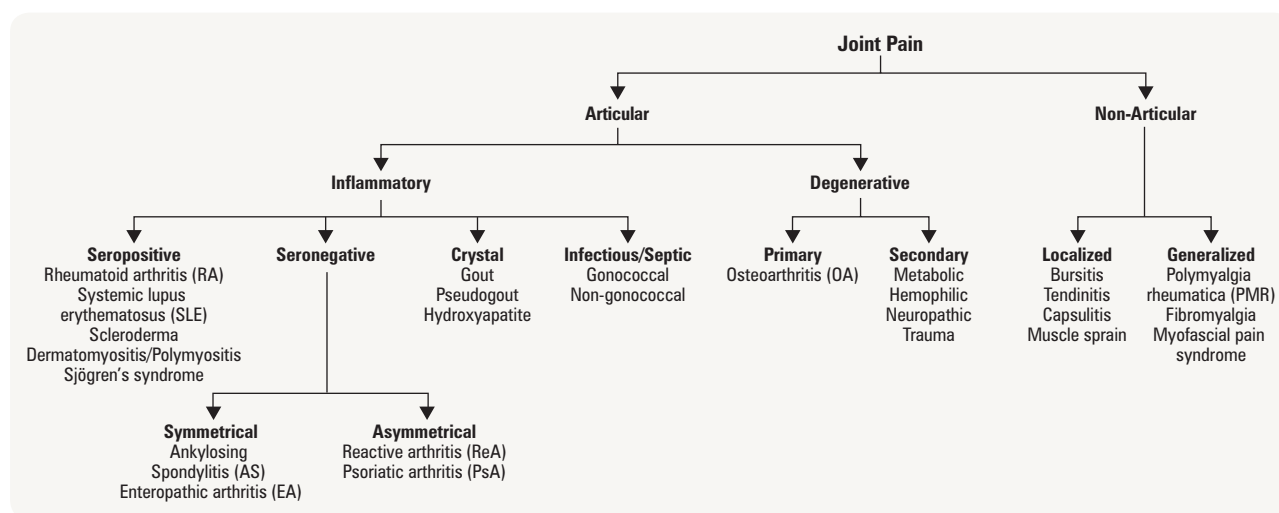 Joint Pain
Articular
Non-Articular
Inflammatory
Degenerative
Seropositive
Rheumatoid arthritis (RA)
Systemic lupus
erythematosus (SLE)
Scleroderma
Dermatomyositis/Polymyositis
Sjögren's syndrome
Seronegative
Crystal
Gout
Pseudogout
Hydroxyapatite
Infectious/Septic
Gonococcal
Non-gonococcal
Primary
Osteoarthritis (OA)
Secondary
Metabolic
Hemophilic
Neuropathic
Trauma
Localized
Bursitis
Tendinitis
Capsulitis
Muscle sprain
Generalized
Polymyalgia
rheumatica (PMR)
Fibromyalgia
Myofascial pain
syndrome
Symmetrical
Ankylosing
Spondylitis (AS)
Enteropathic arthritis (EA)
Asymmetrical
Reactive arthritis (ReA)
Psoriatic arthritis (PsA)